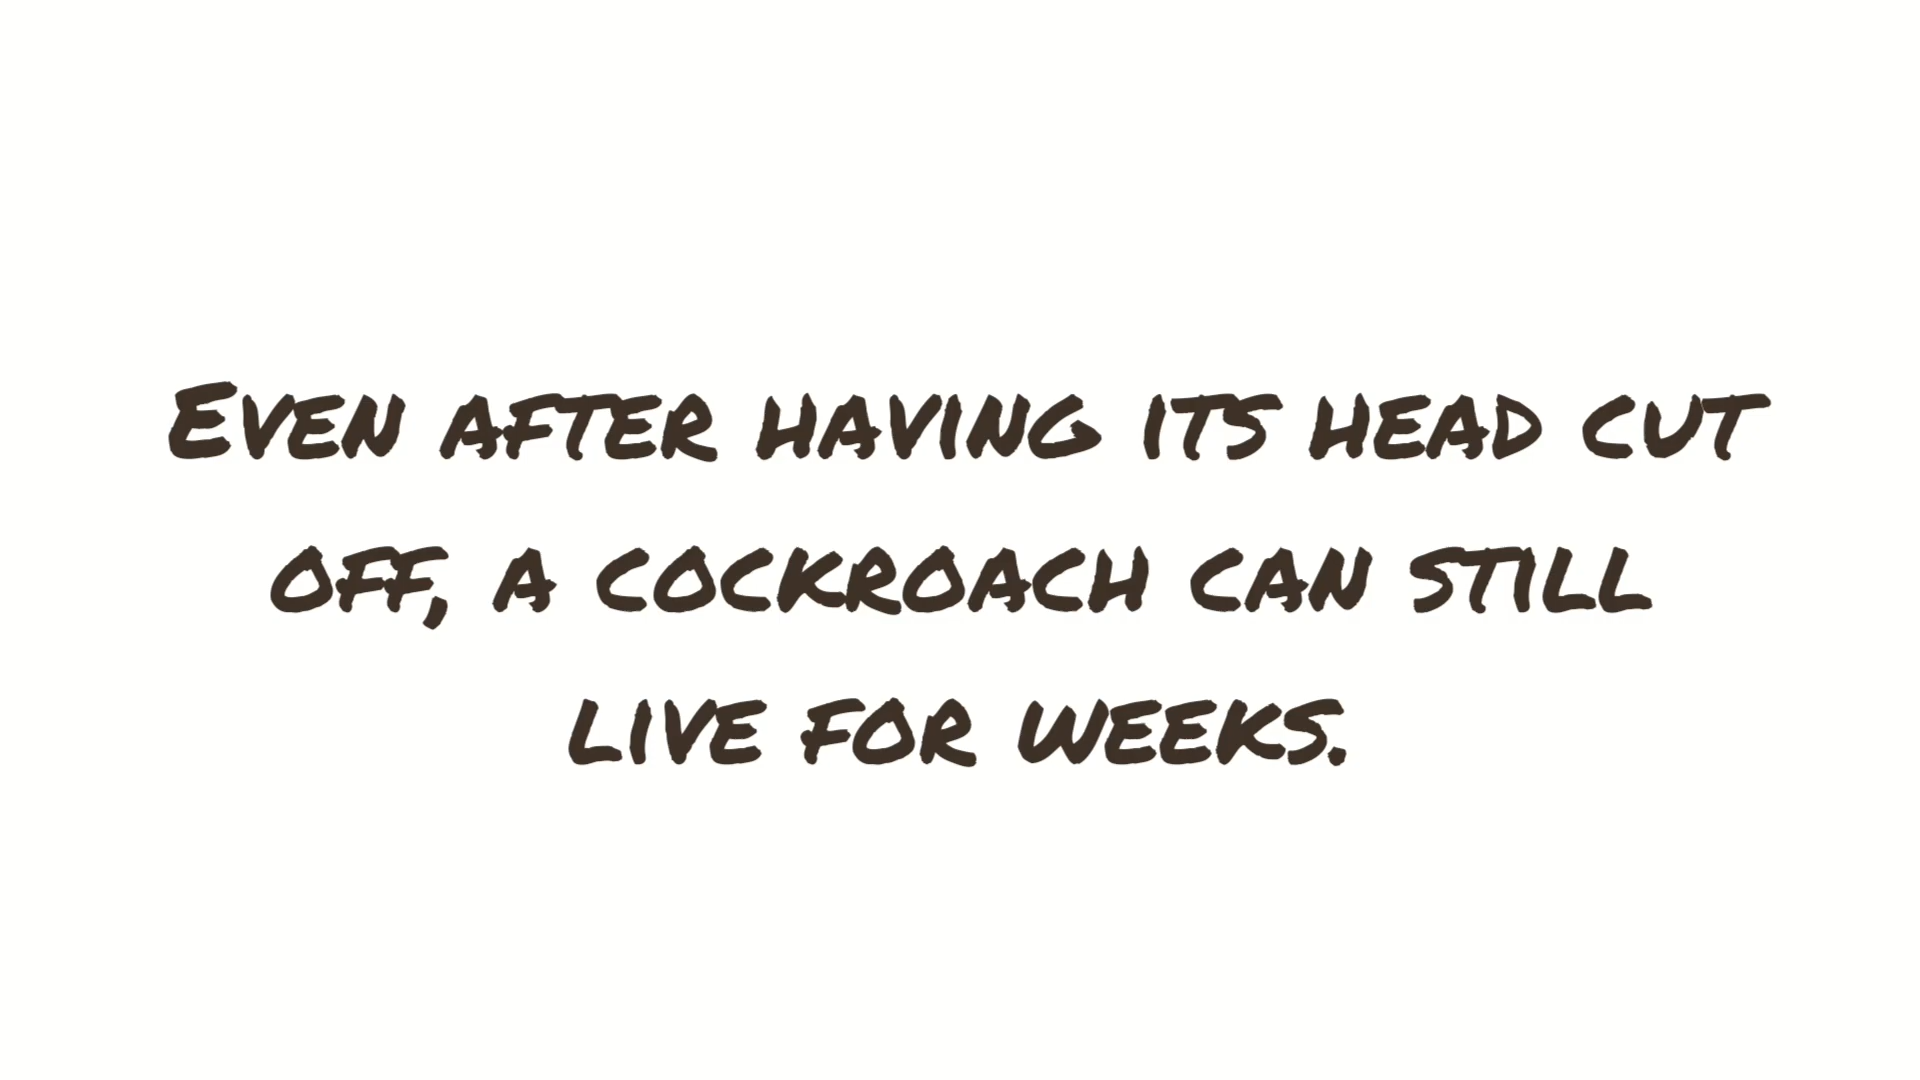 Even after having its head cut
off, a cockroach can still
live for weeks.